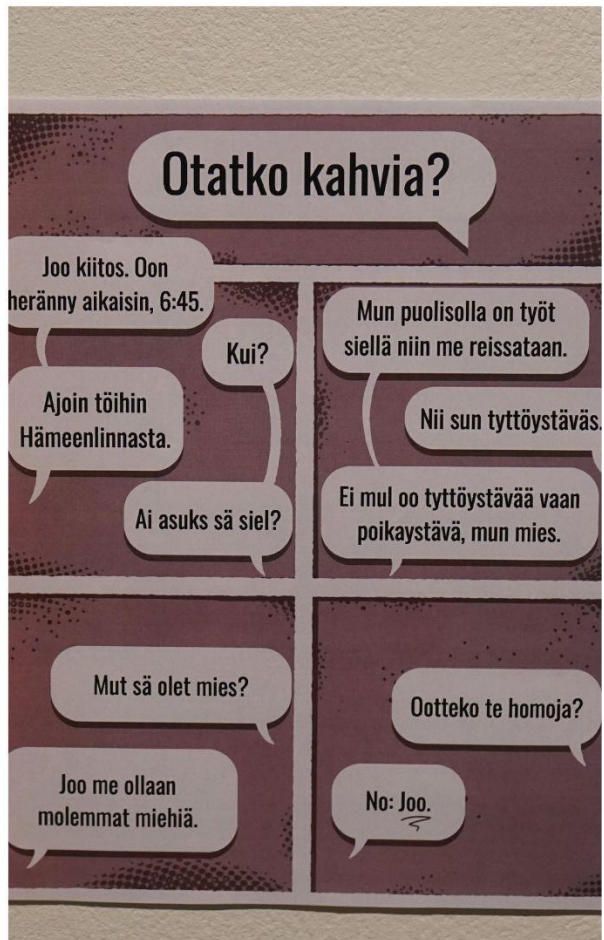 Otatko kahvia?
Joo kiitos. Oon
heränny aikaisin, 6:45.
Kui?
Ajoin töihin
Hämeenlinnasta.
Ai asuks sä siel?
Mun puolisolla on työt
siellä niin me reissataan.
Nii sun tyttöystäväs.
Ei mul oo tyttöystävää vaan
poikaystävä, mun mies.
Mut sä olet mies?
Joo me ollaan
molemmat miehiä.
Ootteko te homoja?
No: Joo.